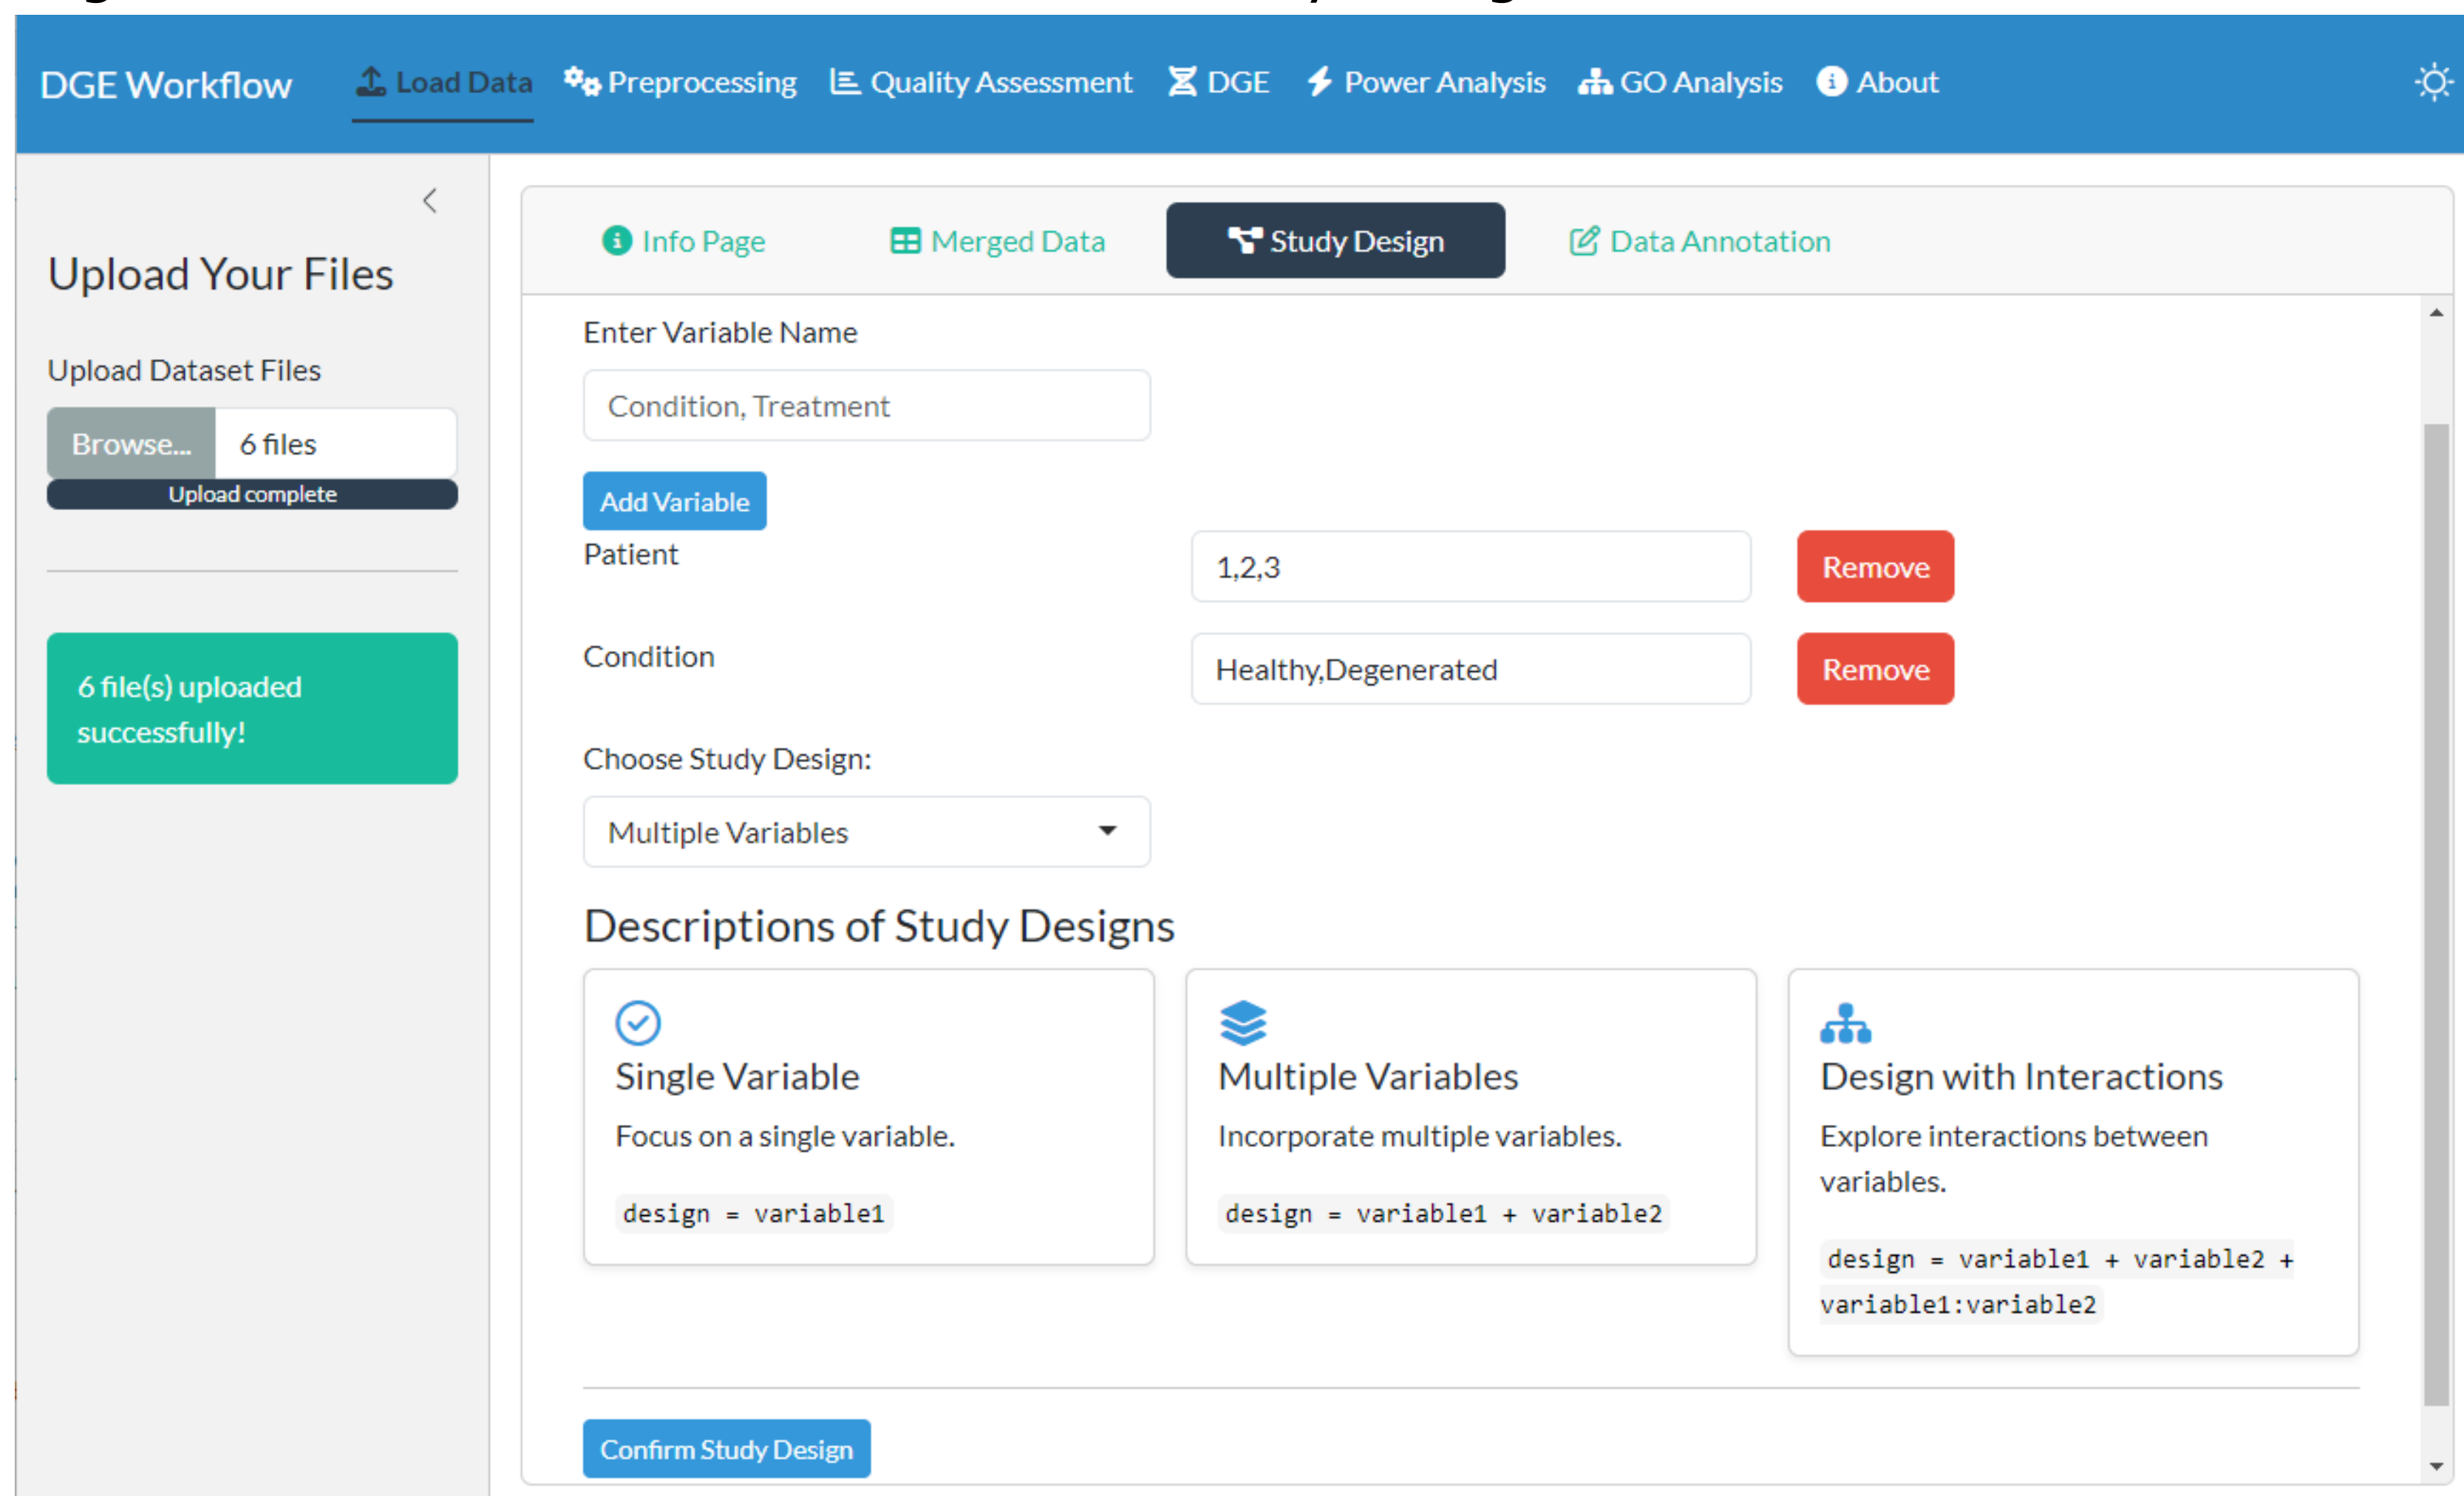 DGE Workflow Load Data Preprocessing Quality Assessment DGE Power Analysis GO Analysis About
Upload Your Files
Upload Dataset Files
Browse... 6 files
Upload complete
6 file(s) uploaded
successfully!
Info Page Merged Data Study Design Data Annotation
Enter Variable Name
Condition, Treatment
Add Variable
Patient 1,2,3 Remove
Condition Healthy,Degenerated Remove
Choose Study Design:
Multiple Variables
Descriptions of Study Designs
Single Variable
Focus on a single variable.
design = variable1
Multiple Variables
Incorporate multiple variables.
design = variable1 + variable2
Design with Interactions
Explore interactions between
variables.
design = variable1 + variable2 +
variable1:variable2
Confirm Study Design